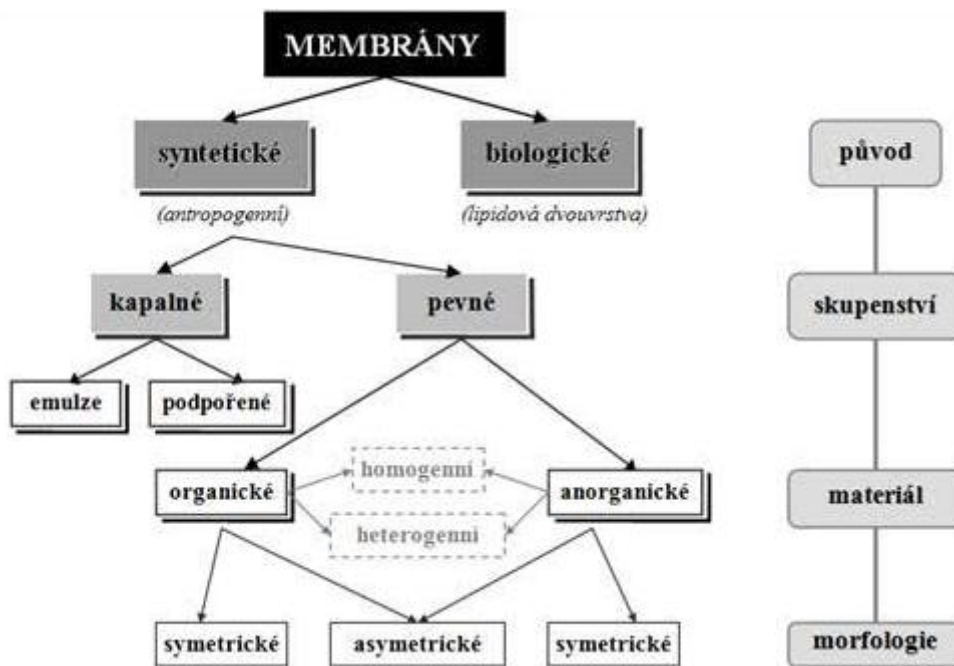 MEMBRÁNY
syntetické
biologické
původ
(antropogenní)
(lipidová dvouvrstva)
kapalné
pevné
skupenství
emulze
podpořené
homogenní
organické
anorganické
materiál
heterogenní
symetrické
asymetrické
symetrické
morfologie